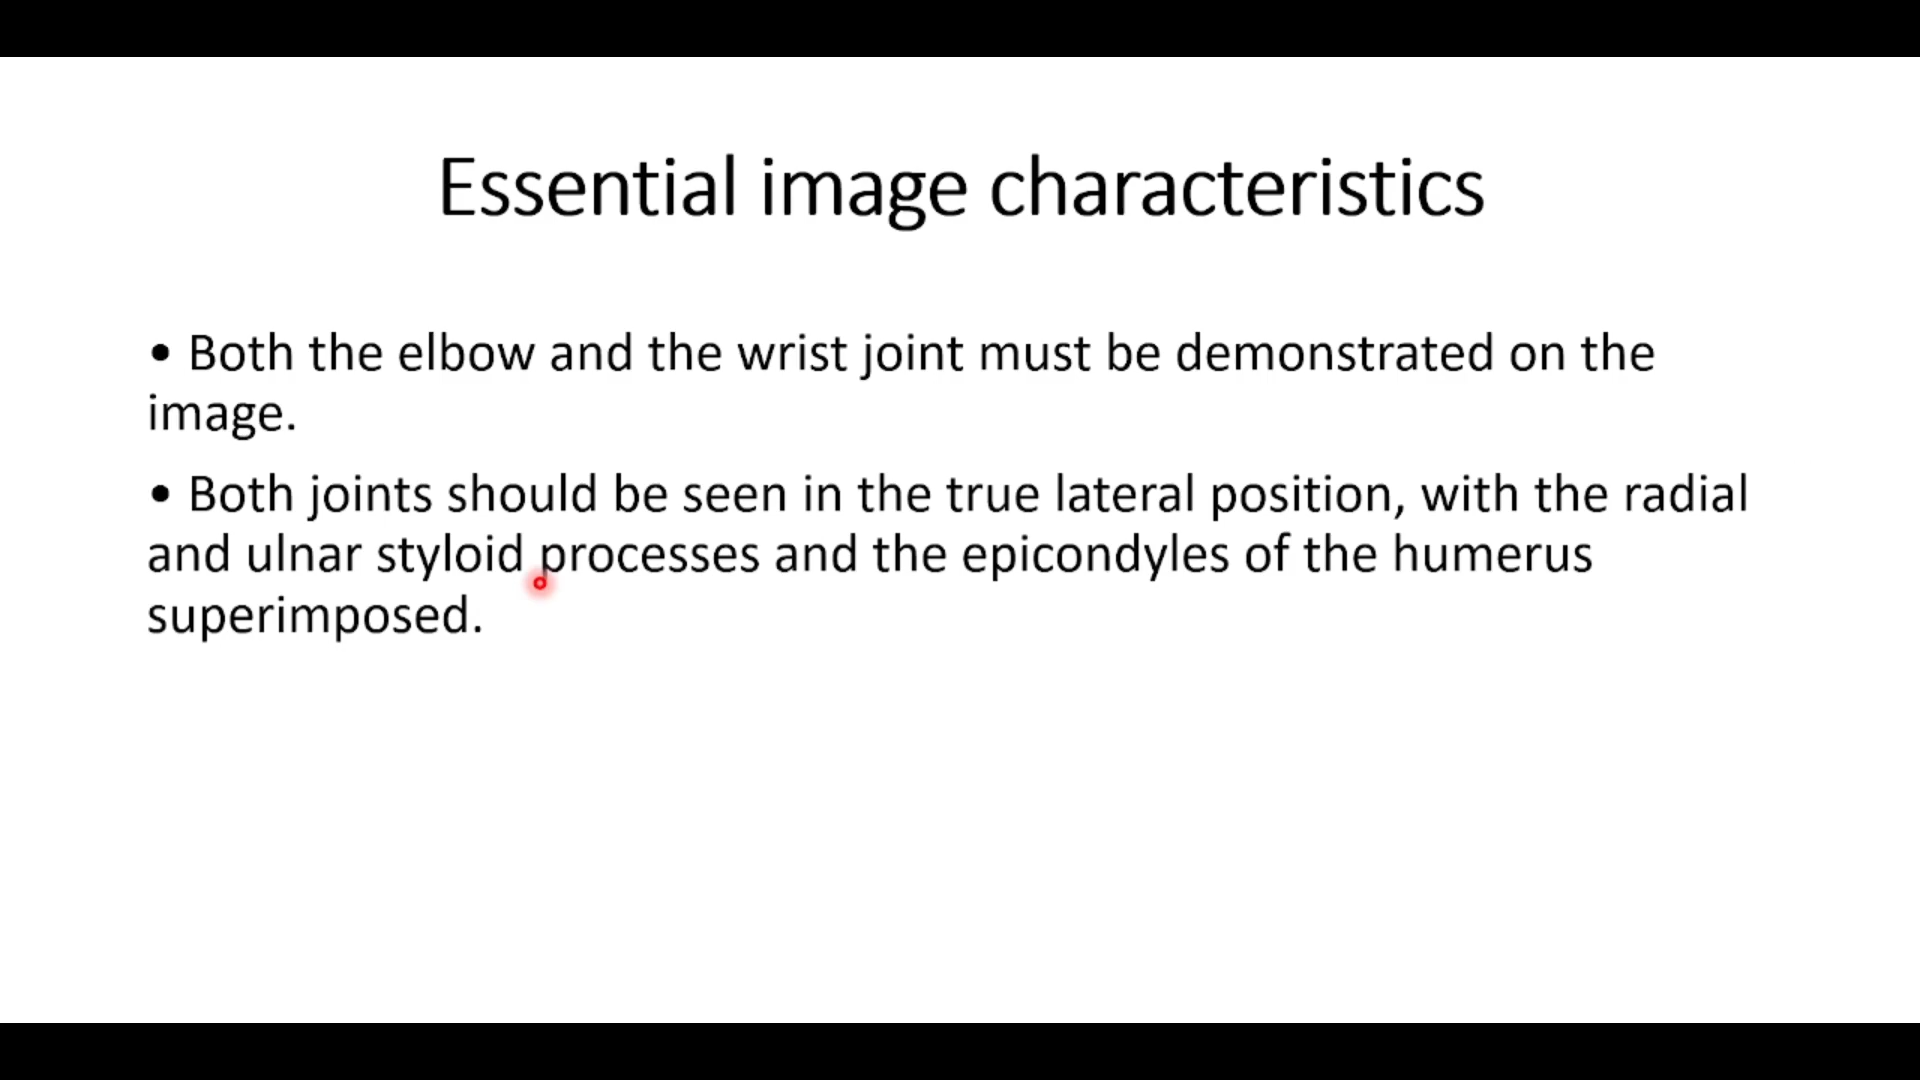 Essential image characteristics
• Both the elbow and the wrist joint must be demonstrated on the
image.
• Both joints should be seen in the true lateral position, with the radial
and ulnar styloid processes and the epicondyles of the humerus
superimposed.